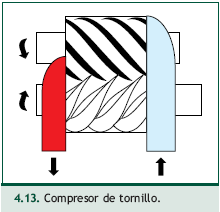 4.13. Compresor de tornillo.